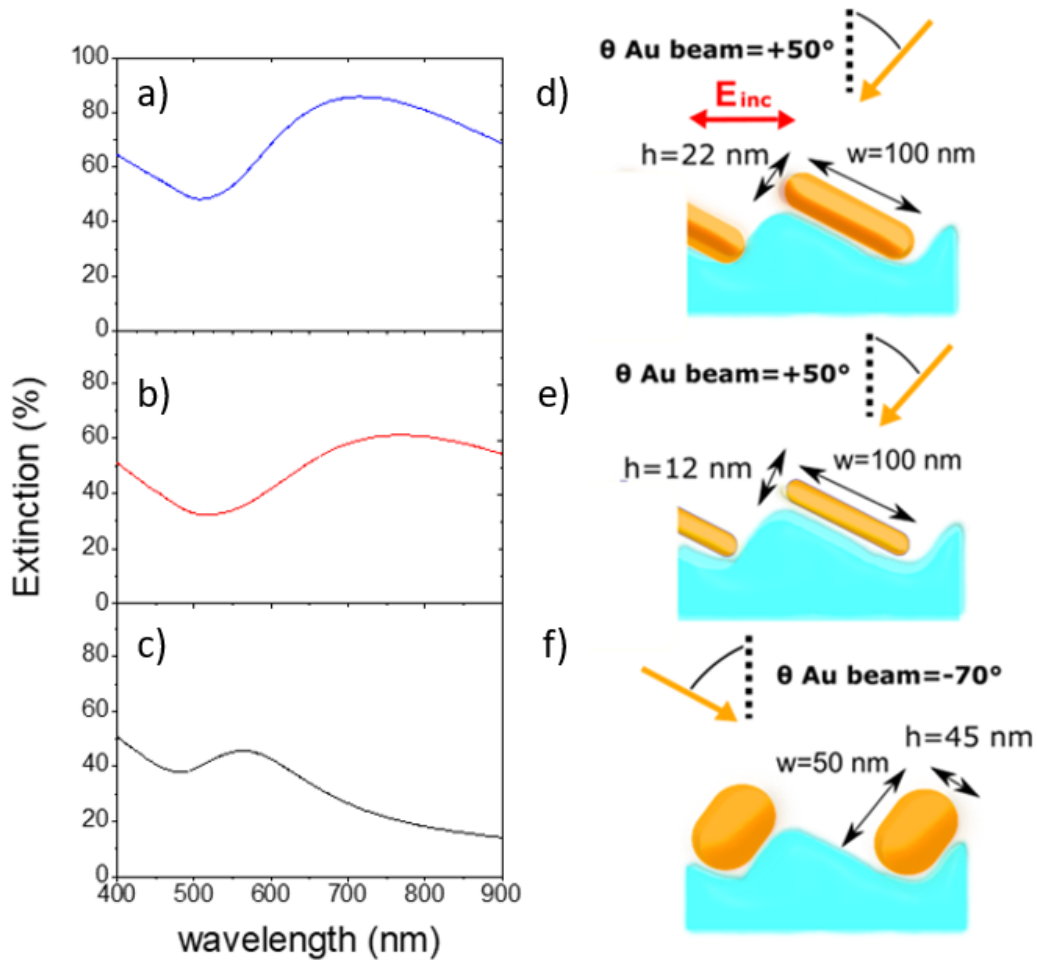 a)
100
80
60
40
20
0
b)
80
60
40
20
0
c)
80
60
40
20
0
400 500 600 700 800 900
Extinction (%)
wavelength (nm)
d)
θ Au beam=+50°
E inc
h=22 nm
w=100 nm
e)
θ Au beam=+50°
h=12 nm
w=100 nm
f)
θ Au beam=-70°
h=45 nm
w=50 nm